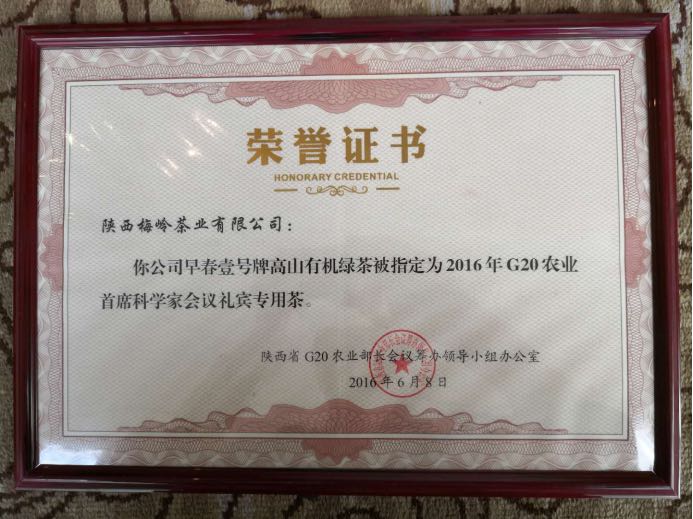 荣誉证书
HONORARY CREDENTIAL
陕西梅岭茶业有限公司：
你公司早春壹号牌高山有机绿茶被指定为2016年G20农业
首席科学家会议礼宾专用茶。
陕西省G20农业部长会议筹办领导小组办公室
2016年6月8日